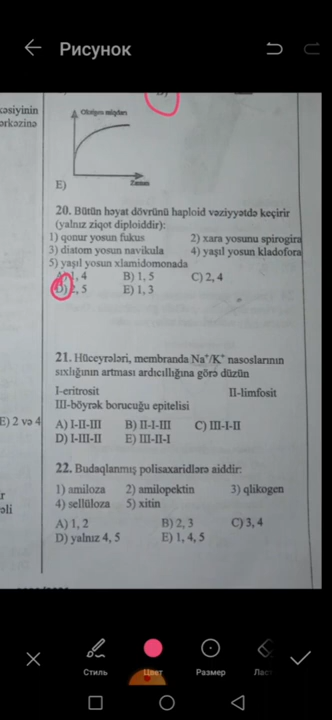 Рисунок
Oksigen miqdarı
Zaman
E)
20. Bütün həyat dövrünü haploid vəziyyətdə keçirir
(yalnız ziqot diploiddir):
1) qonur yosun fukus 2) xara yosunu spirogira
3) diatom yosun navikula 4) yaşıl yosun kladofora
5) yaşıl yosun xlamidomonada
A) 1, 4 B) 1, 5 C) 2, 4
D) 2, 5 E) 1, 3
21. Hüceyrələri, membranda Na⁺/K⁺ nasoslarının
sıxlığının artması ardıcıllığına görə düzün
I-eritrosit II-limfosit
III-böyrək borucuğu epitelisi
E) 2 və 4
A) I-II-III B) II-I-III C) III-I-II
D) I-III-II E) III-II-I
22. Budaqlanmış polisaxaridlərə aiddir:
1) amiloza 2) amilopektin 3) qlikogen
4) sellüloza 5) xitin
A) 1, 2 B) 2, 3 C) 3, 4
D) yalnız 4, 5 E) 1, 4, 5
Стиль Цвет Размер Ласт